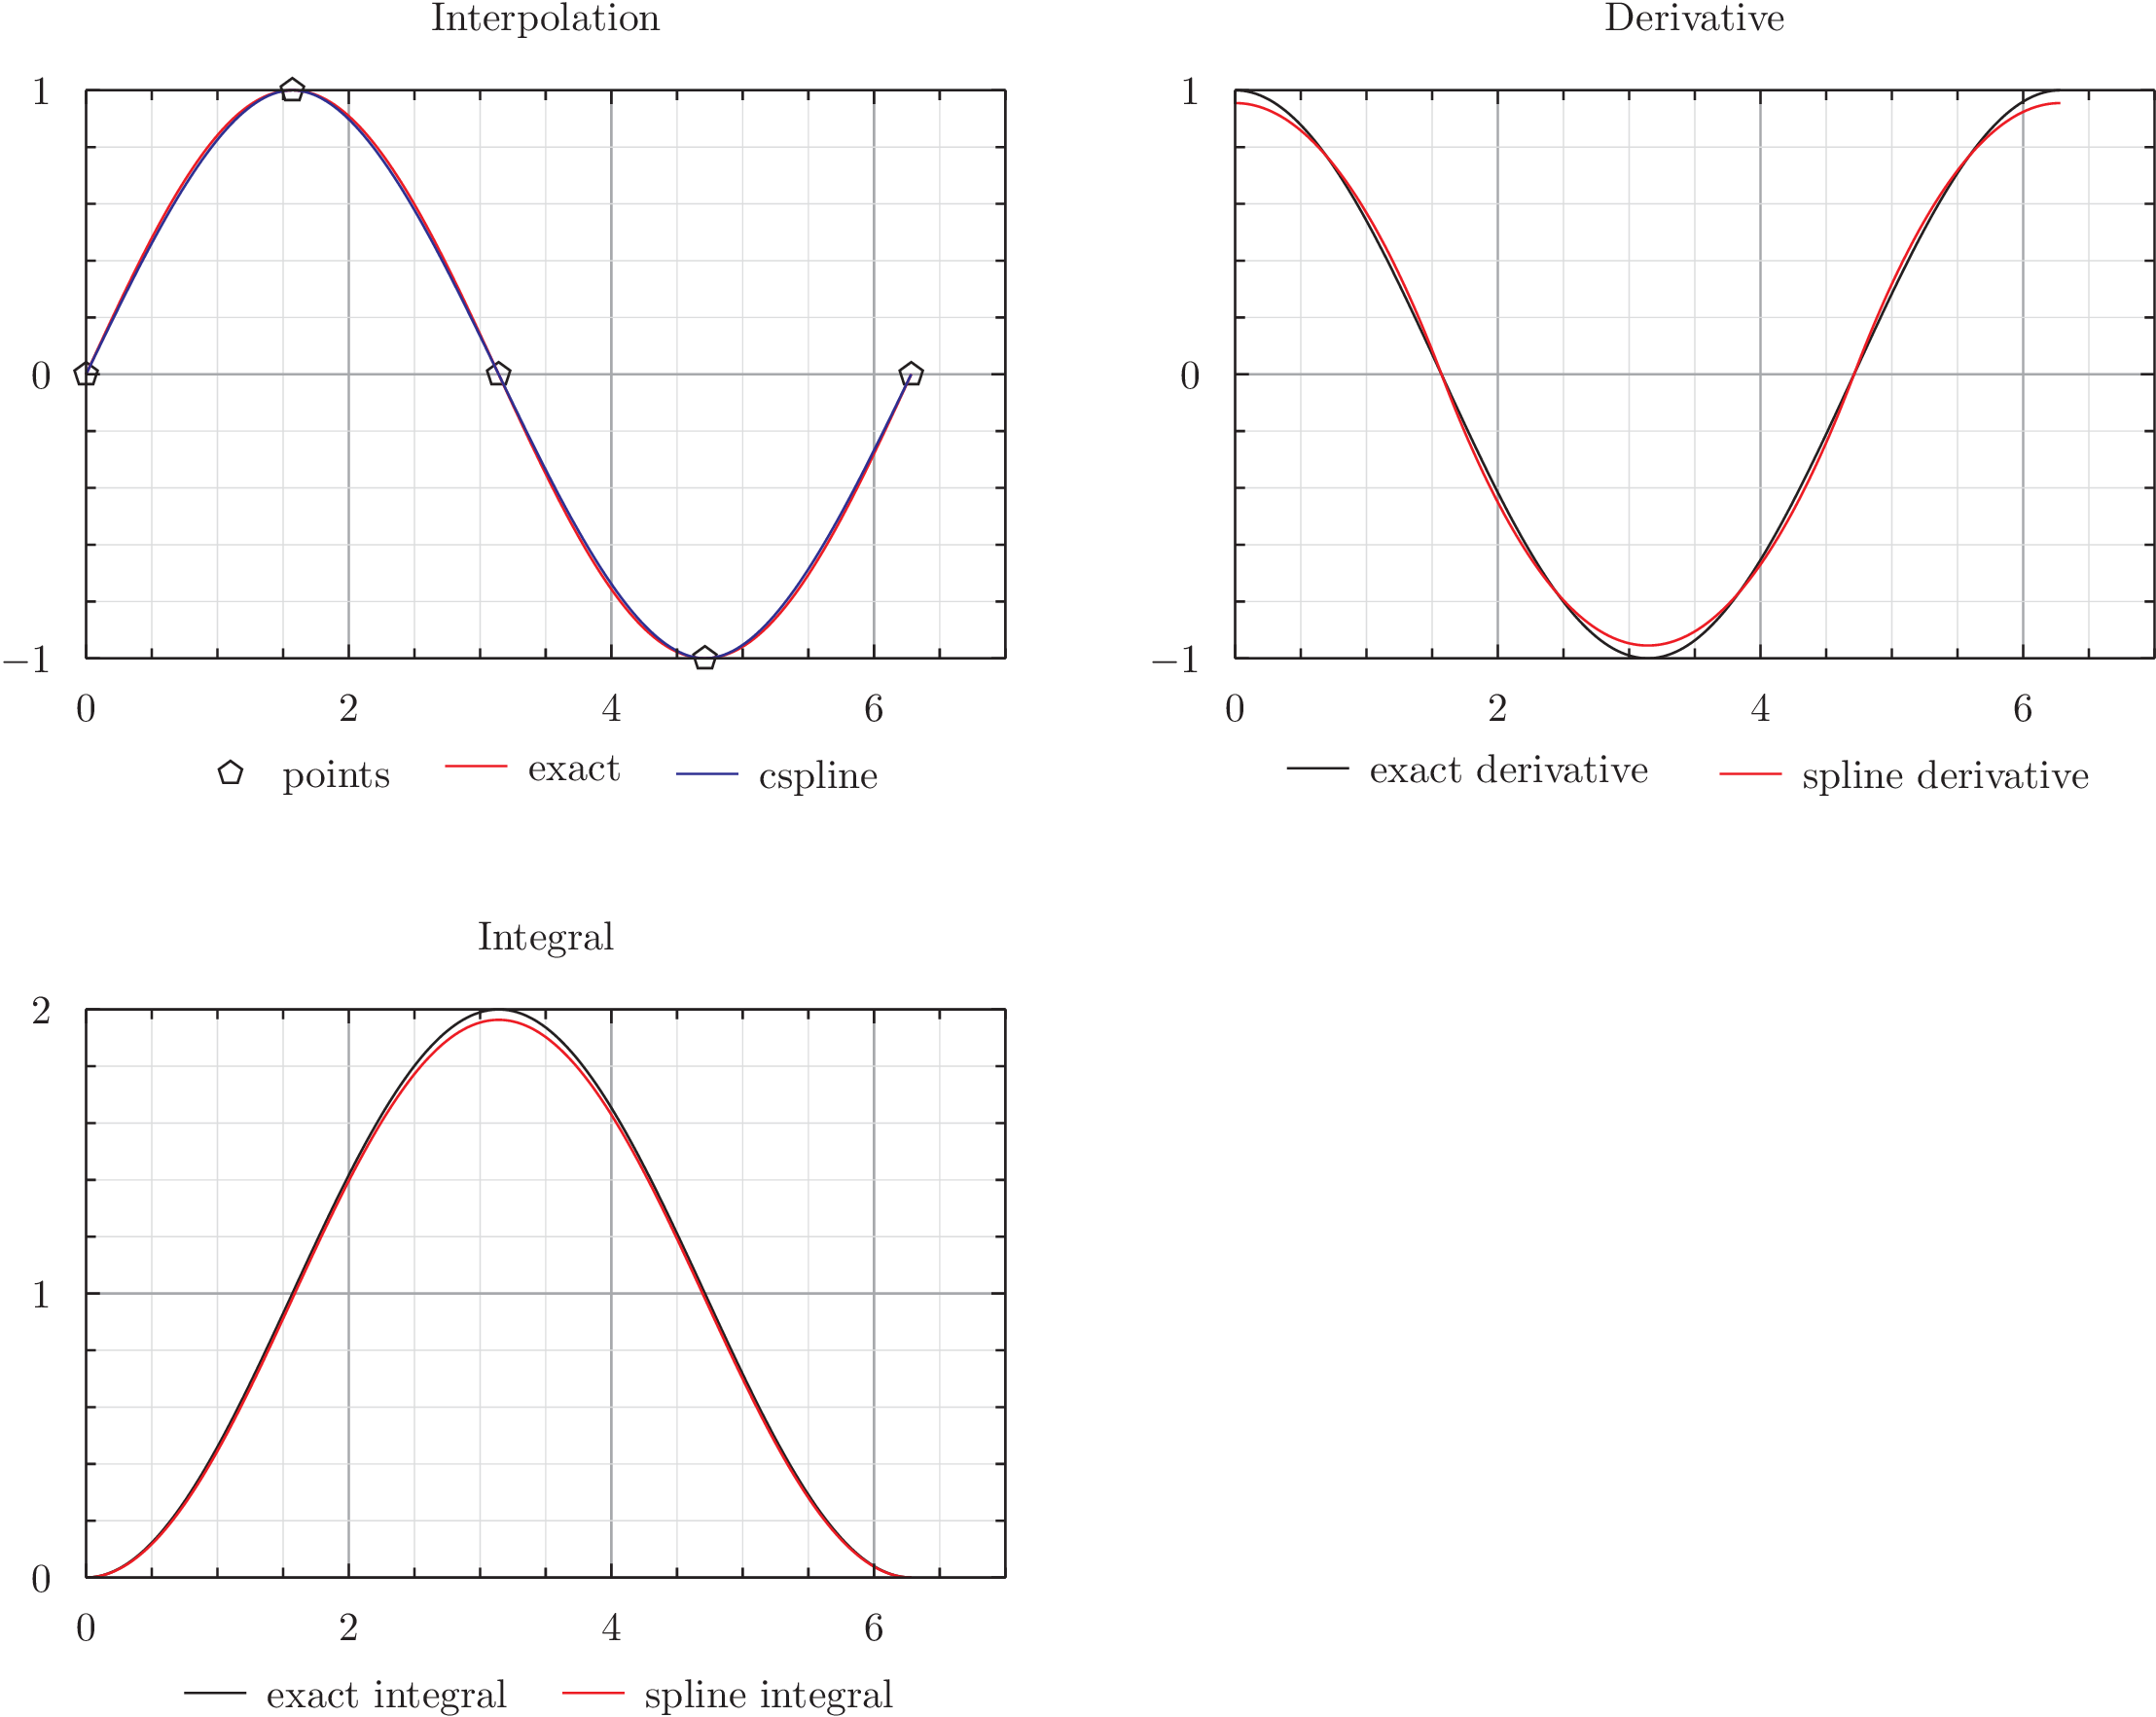 Interpolation
1
0
−1
0 2 4 6
points exact cspline
Derivative
1
0
−1
0 2 4 6
exact derivative spline derivative
Integral
2
1
0
0 2 4 6
exact integral spline integral